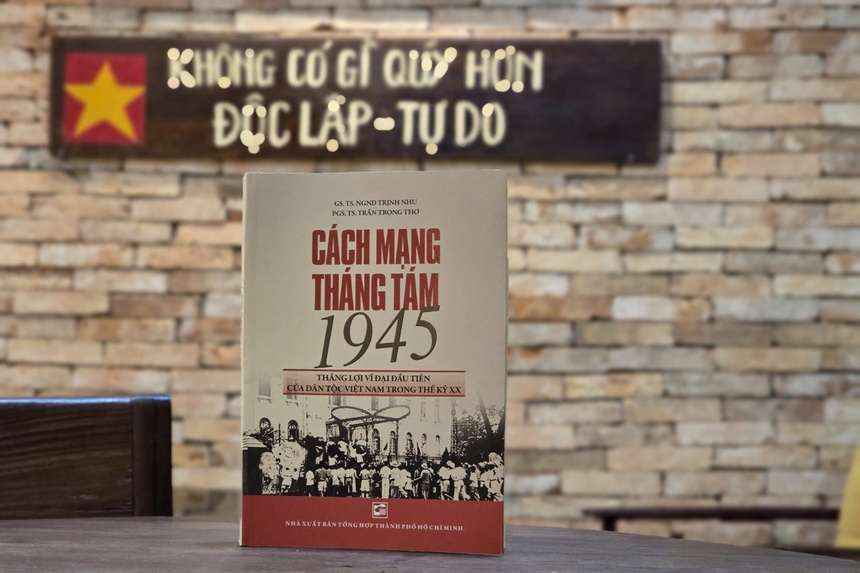 KHÔNG CÓ GÌ QUÝ HƠN
ĐỘC LẬP - TỰ DO
GS. TS. NGND TRỊNH NHU
PGS. TS. TRẦN TRỌNG THƠ
CÁCH MẠNG
THÁNG TÁM
1945
THẮNG LỢI VĨ ĐẠI ĐẦU TIÊN
CỦA DÂN TỘC VIỆT NAM TRONG THẾ KỶ XX
NHÀ XUẤT BẢN TỔNG HỢP THÀNH PHỐ HỒ CHÍ MINH